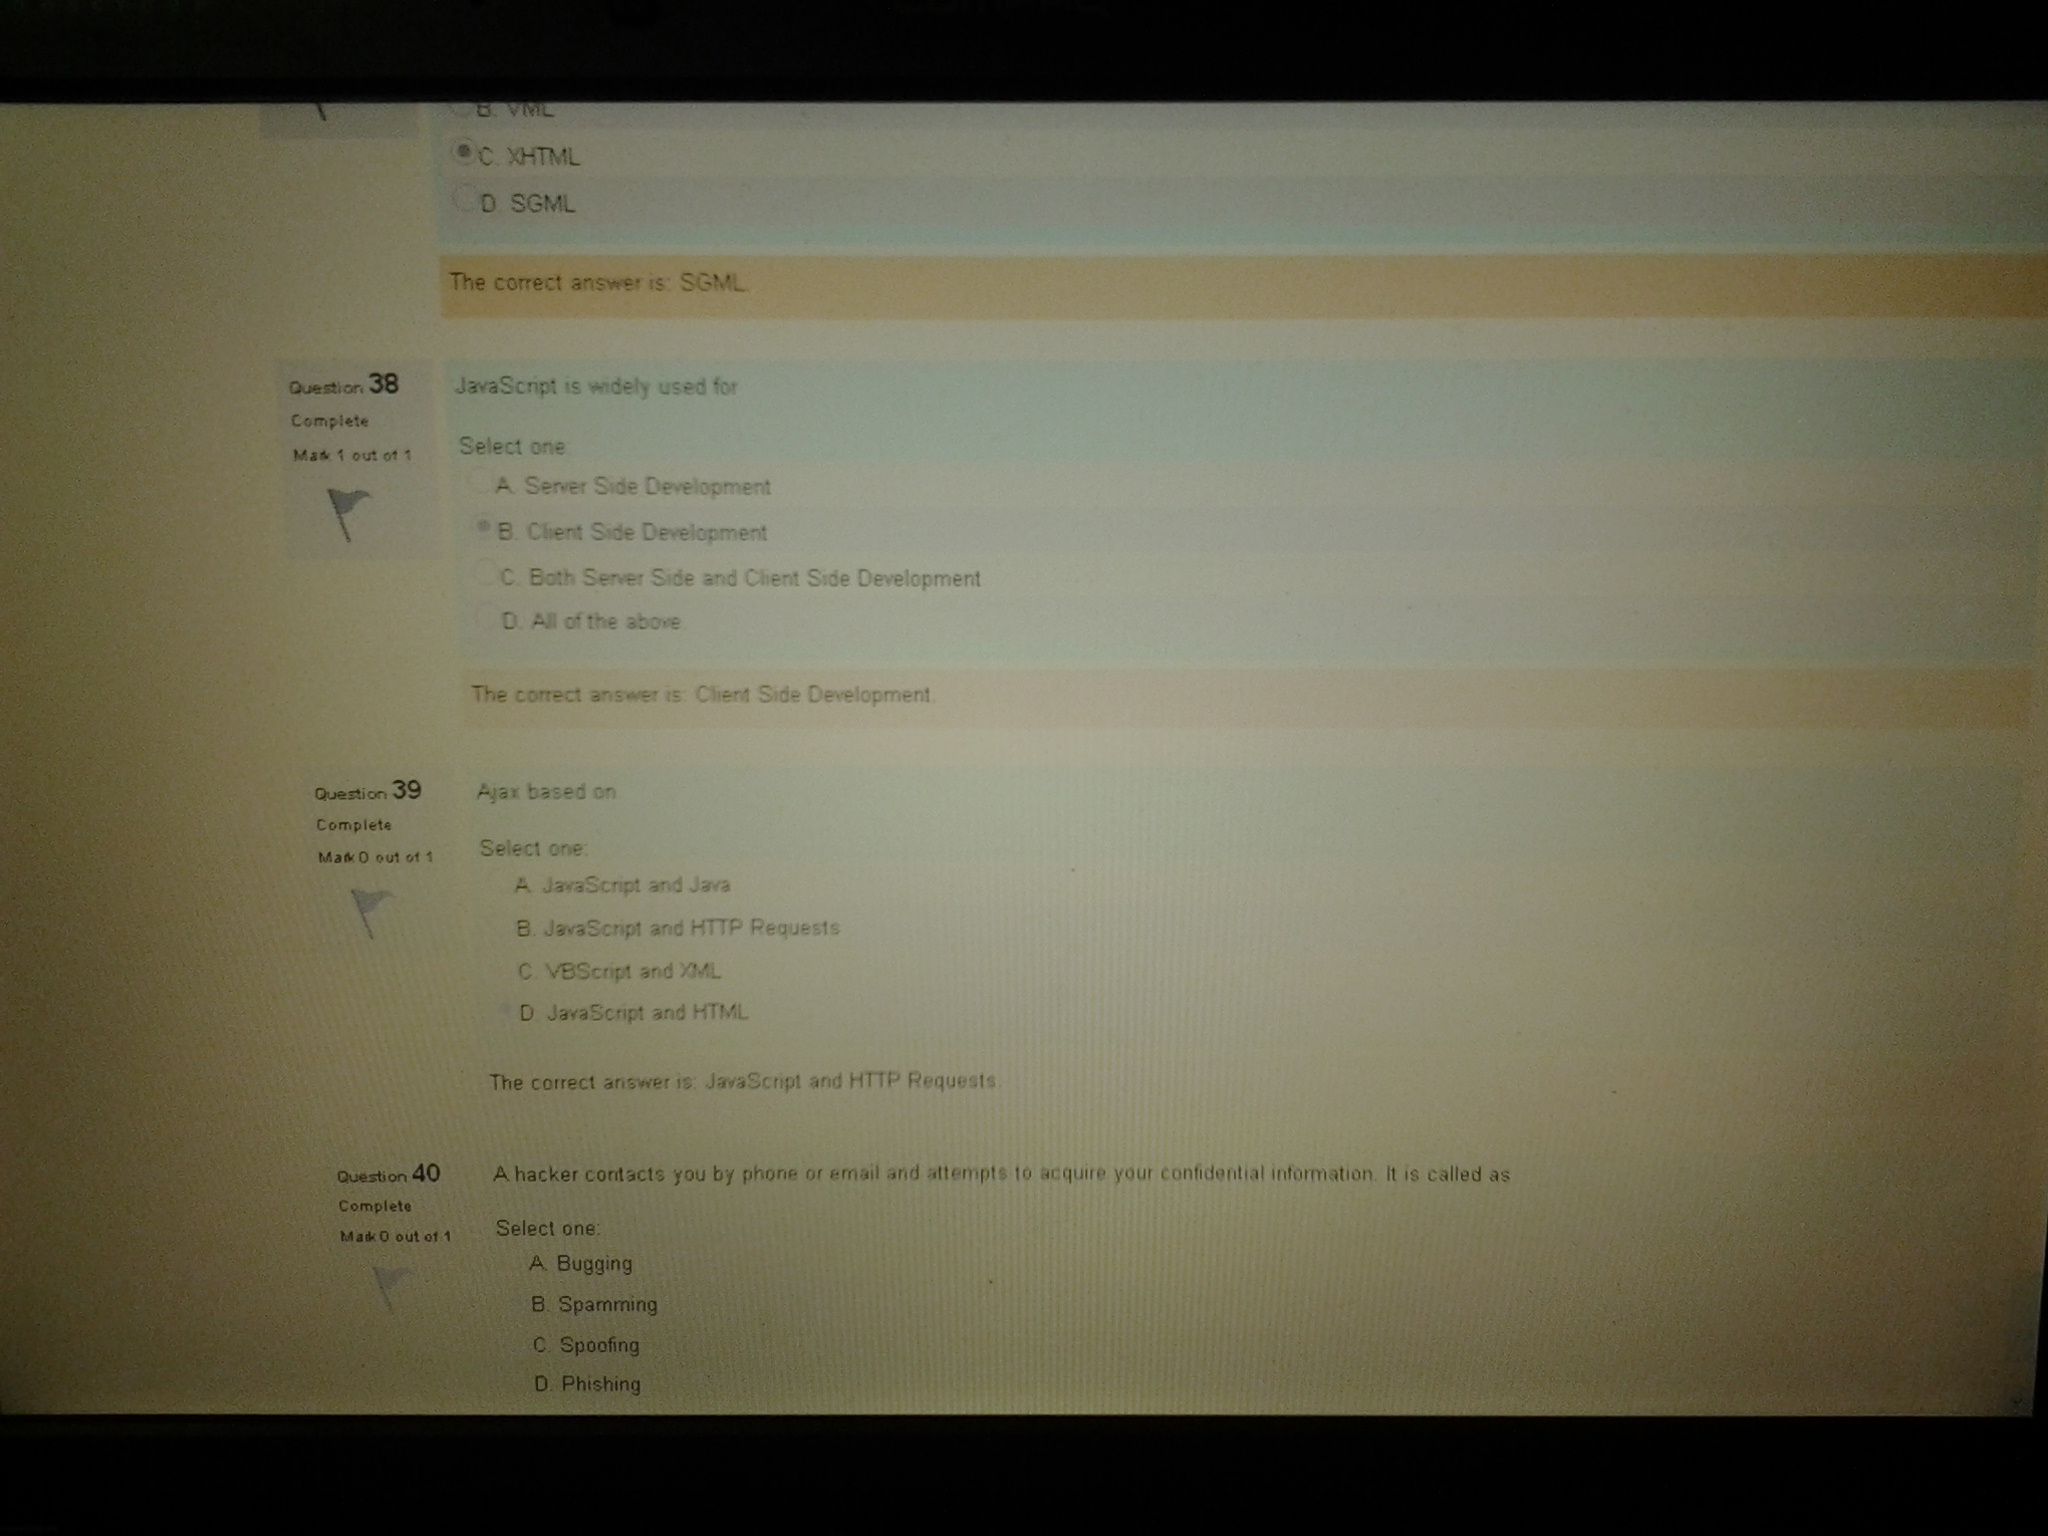 B. VML
C. XHTML
D. SGML
The correct answer is: SGML
Question 38
Complete
Mark 1 out of 1
JavaScript is widely used for
Select one:
A. Server Side Development
B. Client Side Development
C. Both Server Side and Client Side Development
D. All of the above.
The correct answer is: Client Side Development.
Question 39
Complete
Mark 0 out of 1
Ajax based on
Select one:
A. JavaScript and Java
B. JavaScript and HTTP Requests
C. VBScript and XML
D. JavaScript and HTML
The correct answer is: JavaScript and HTTP Requests
Question 40
Complete
Mark 0 out of 1
A hacker contacts you by phone or email and attempts to acquire your confidential information. It is called as
Select one:
A. Bugging
B. Spamming
C. Spoofing
D. Phishing